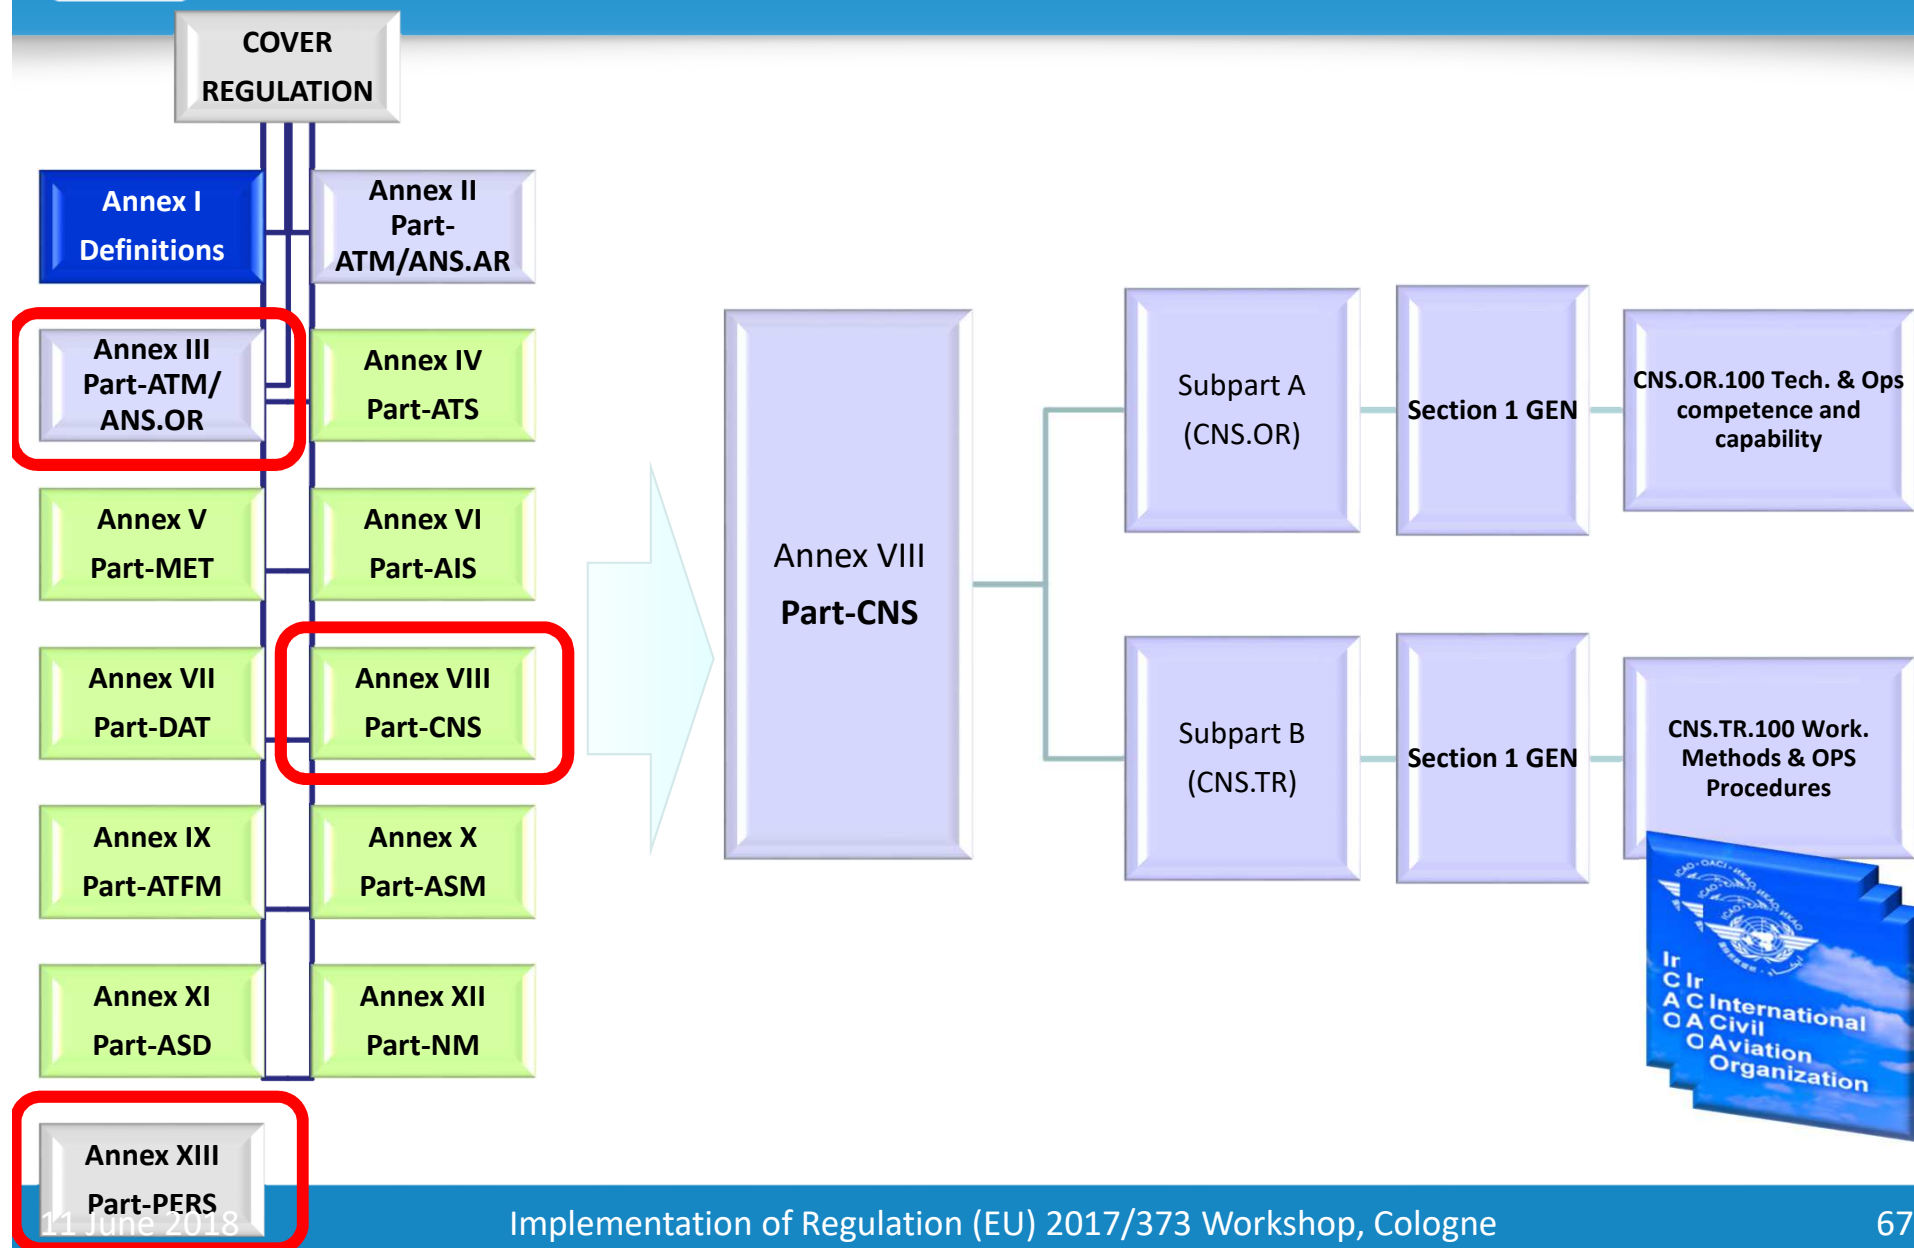 COVER
REGULATION
Annex I
Definitions
Annex II
Part-
ATM/ANS.AR
Annex III
Part-ATM/
ANS.OR
Annex IV
Part-ATS
Annex V
Part-MET
Annex VI
Part-AIS
Annex VII
Part-DAT
Annex VIII
Part-CNS
Annex IX
Part-ATFM
Annex X
Part-ASM
Annex XI
Part-ASD
Annex XII
Part-NM
Annex XIII
Part-PERS
Annex VIII
Part-CNS
Subpart A
(CNS.OR)
Section 1 GEN
CNS.OR.100 Tech. & Ops
competence and
capability
Subpart B
(CNS.TR)
Section 1 GEN
CNS.TR.100 Work.
Methods & OPS
Procedures
International
Civil
Aviation
Organization
11 June 2018
Implementation of Regulation (EU) 2017/373 Workshop, Cologne
67